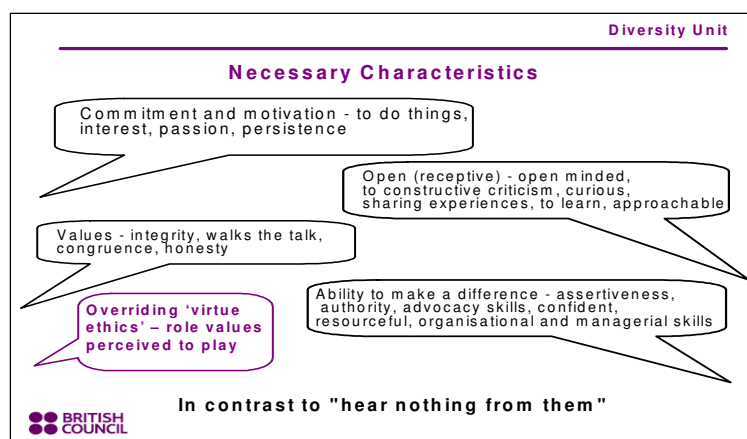 Diversity Unit
Necessary Characteristics
Commitment and motivation - to do things,
interest, passion, persistence
Open (receptive) - open minded,
to constructive criticism, curious,
sharing experiences, to learn, approachable
Values - integrity, walks the talk,
congruence, honesty
Overriding ‘virtue
ethics’ – role values
perceived to play
Ability to make a difference - assertiveness,
authority, advocacy skills, confident,
resourceful, organisational and managerial skills
In contrast to "hear nothing from them"
BRITISH
COUNCIL